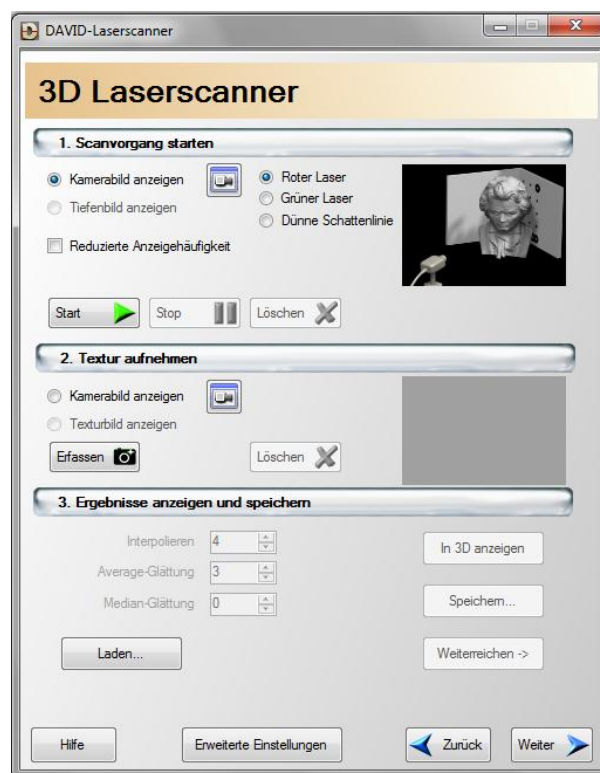 DAVID-Laserscanner
3D Laserscanner
1. Scanvorgang starten
Kamerabild anzeigen
Tiefenbild anzeigen
Roter Laser
Grüner Laser
Dünne Schattenlinie
Reduzierte Anzeigehäufigkeit
Start
Stop
Löschen
2. Textur aufnehmen
Kamerabild anzeigen
Texturbild anzeigen
Erfassen
Löschen
3. Ergebnisse anzeigen und speichern
Interpolieren 4
Average-Glättung 3
Median-Glättung 0
In 3D anzeigen
Speichern...
Laden...
Weiterreichen ->
Hilfe
Erweiterte Einstellungen
Zurück
Weiter